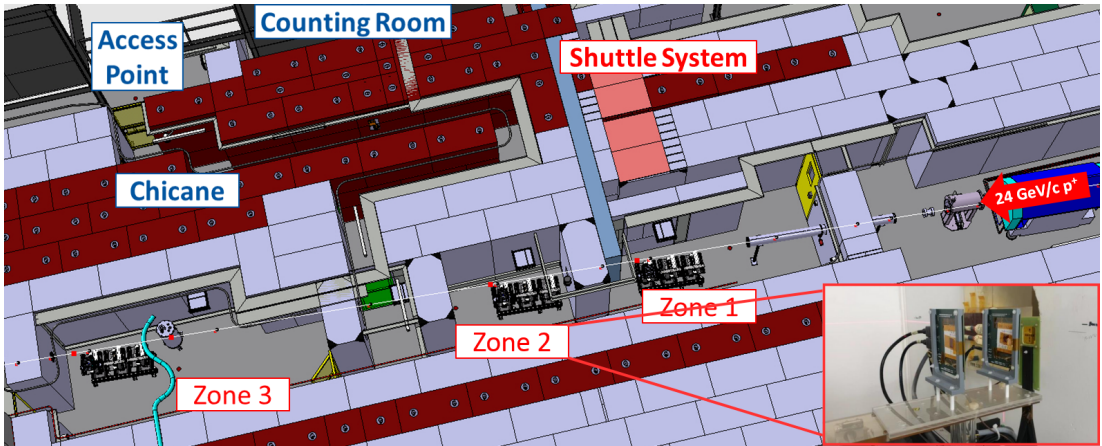 Counting Room
Access
Point
Shuttle System
Chicane
24 GeV/c p⁺
Zone 1
Zone 2
Zone 3